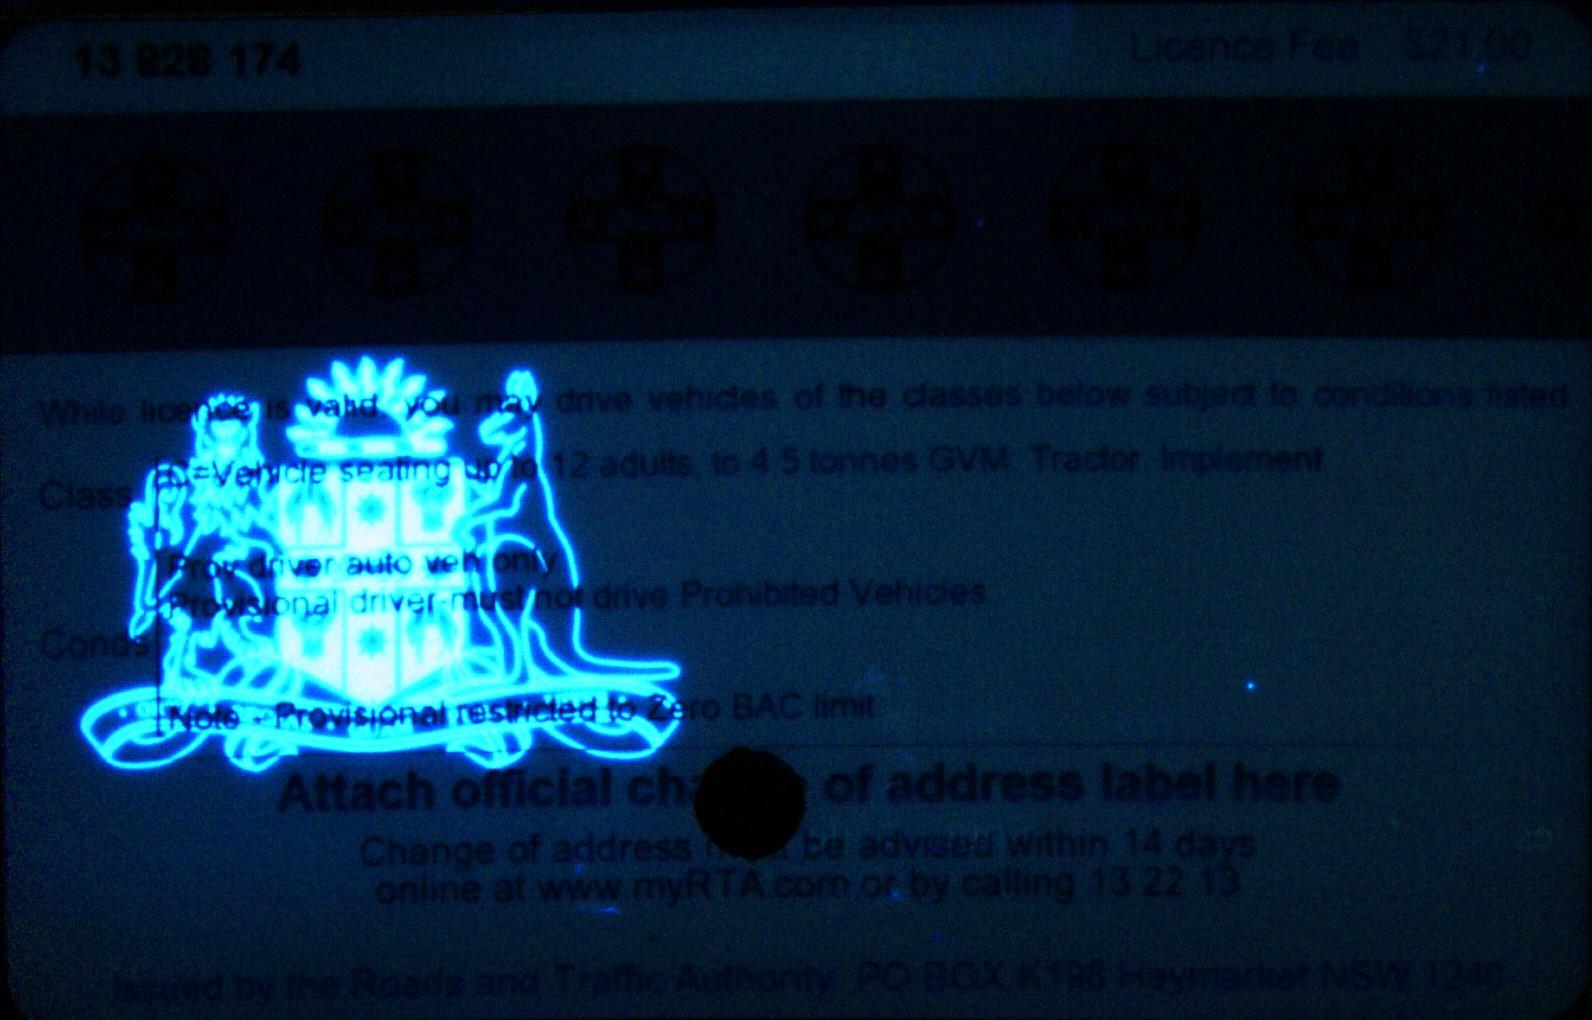 13 828 174 Licence Fee $21.00
While licence is valid, you may drive vehicles of the classes below subject to conditions listed
C=Vehicle seating up to 12 adults, to 4.5 tonnes GVM. Tractor. Implement
Class
Prov driver auto veh only
Provisional driver must not drive Prohibited Vehicles
Conds
Note - Provisional restricted to Zero BAC limit
Attach official of address label here
Change of address be advised within 14 days
online at www.myRTA.com or by calling 13 22 13
Issued by the Roads and Traffic Authority. PO BOX K198 Haymarket NSW 1240